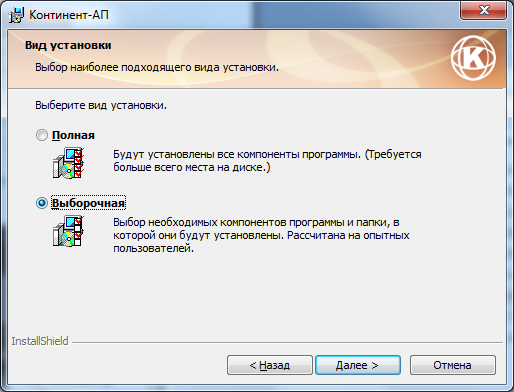 Континент-АП
Вид установки
Выбор наиболее подходящего вида установки.
K
Выберите вид установки.
Полная
Будут установлены все компоненты программы. (Требуется
больше всего места на диске.)
Выборочная
Выбор необходимых компонентов программы и папки, в
которой они будут установлены. Рассчитана на опытных
пользователей.
InstallShield
< Назад
Далее >
Отмена